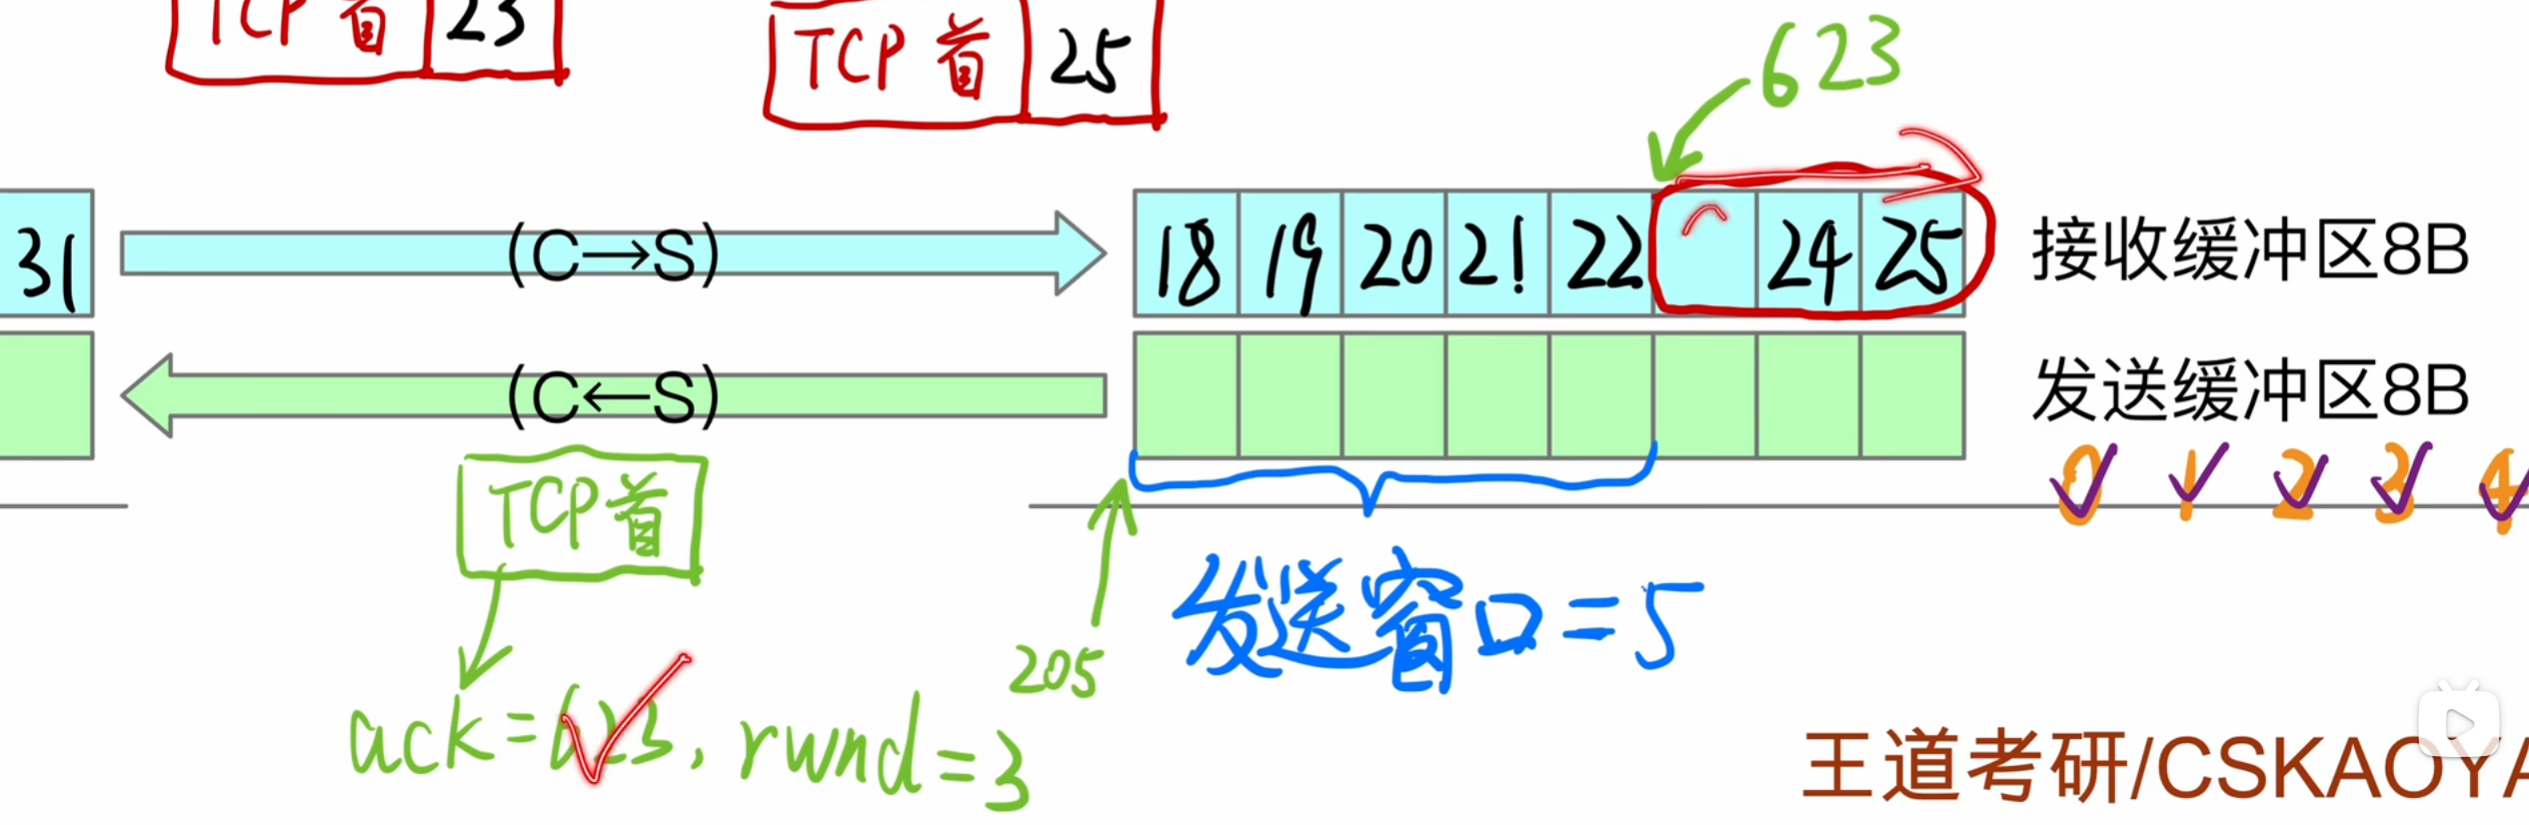 TCP首 23
TCP首 25
623
31 (C→S) 18 19 20 21 22 24 25 接收缓冲区8B
(C←S) 发送缓冲区8B
0 1 2 3 4
TCP首
发送窗口=5
205
ack=623, rwnd=3
王道考研/CSKAOYA